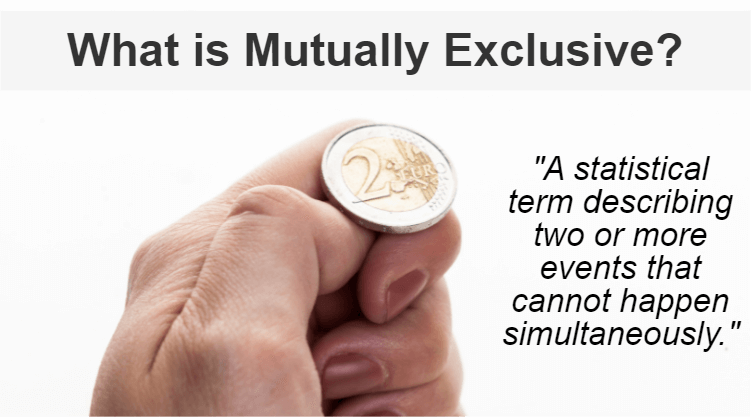 What is Mutually Exclusive?
"A statistical
term describing
two or more
events that
cannot happen
simultaneously."
2
EURO